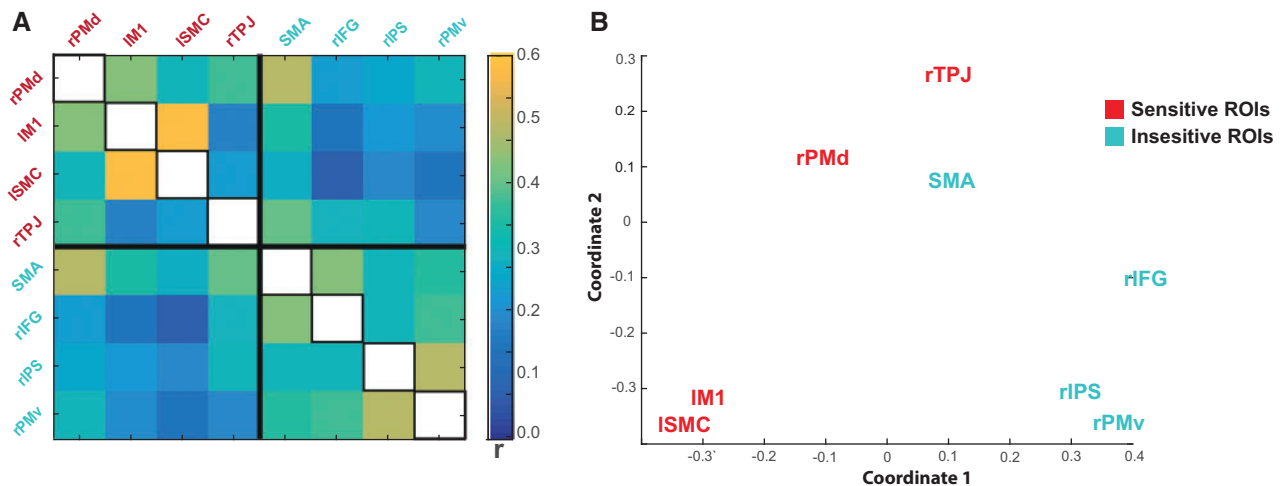 A
rPMd lM1 lSMC rTPJ SMA rIFG rIPS rPMv
rPMd
lM1
lSMC
rTPJ
SMA
rIFG
rIPS
rPMv
0.6
0.5
0.4
0.3
0.2
0.1
0.0
r
B
0.3
0.2
0.1
0
-0.1
-0.2
-0.3
Coordinate 2
rTPJ
rPMd
SMA
rIFG
lM1
lSMC
rIPS
rPMv
-0.3` -0.2 -0.1 0 0.1 0.2 0.3 0.4
Coordinate 1
Sensitive ROIs
Insesitive ROIs